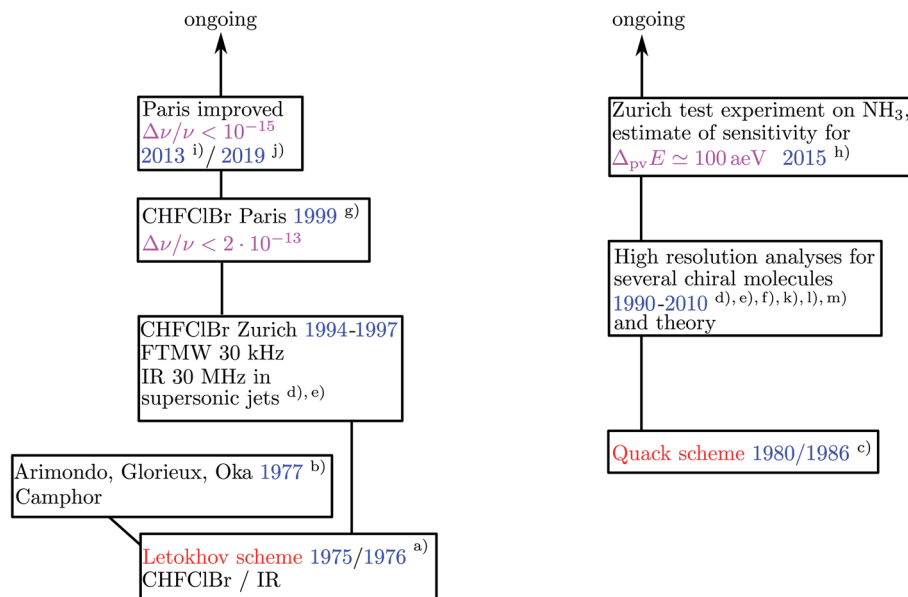 ongoing
Paris improved
Δν/ν < 10⁻¹⁵
2013 i)/ 2019 j)
CHFClBr Paris 1999 g)
Δν/ν < 2 · 10⁻¹³
CHFClBr Zurich 1994-1997
FTMW 30 kHz
IR 30 MHz in
supersonic jets d), e)
Arimondo, Glorieux, Oka 1977 b)
Camphor
Letokhov scheme 1975/1976 a)
CHFClBr / IR
ongoing
Zurich test experiment on NH₃,
estimate of sensitivity for
Δpv E ≃ 100 aeV 2015 h)
High resolution analyses for
several chiral molecules
1990-2010 d), e), f), k), l), m)
and theory
Quack scheme 1980/1986 c)